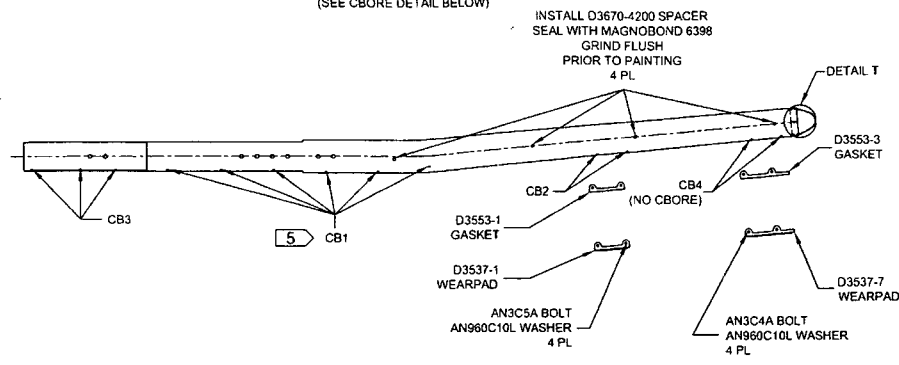 (SEE CBORE DETAIL BELOW)
INSTALL D3670-4200 SPACER
SEAL WITH MAGNOBOND 6398
GRIND FLUSH
PRIOR TO PAINTING
4 PL
DETAIL T
D3553-3
GASKET
CB2
CB4
(NO CBORE)
CB3
5
CB1
D3553-1
GASKET
D3537-1
WEARPAD
D3537-7
WEARPAD
AN3C5A BOLT
AN960C10L WASHER
4 PL
AN3C4A BOLT
AN960C10L WASHER
4 PL